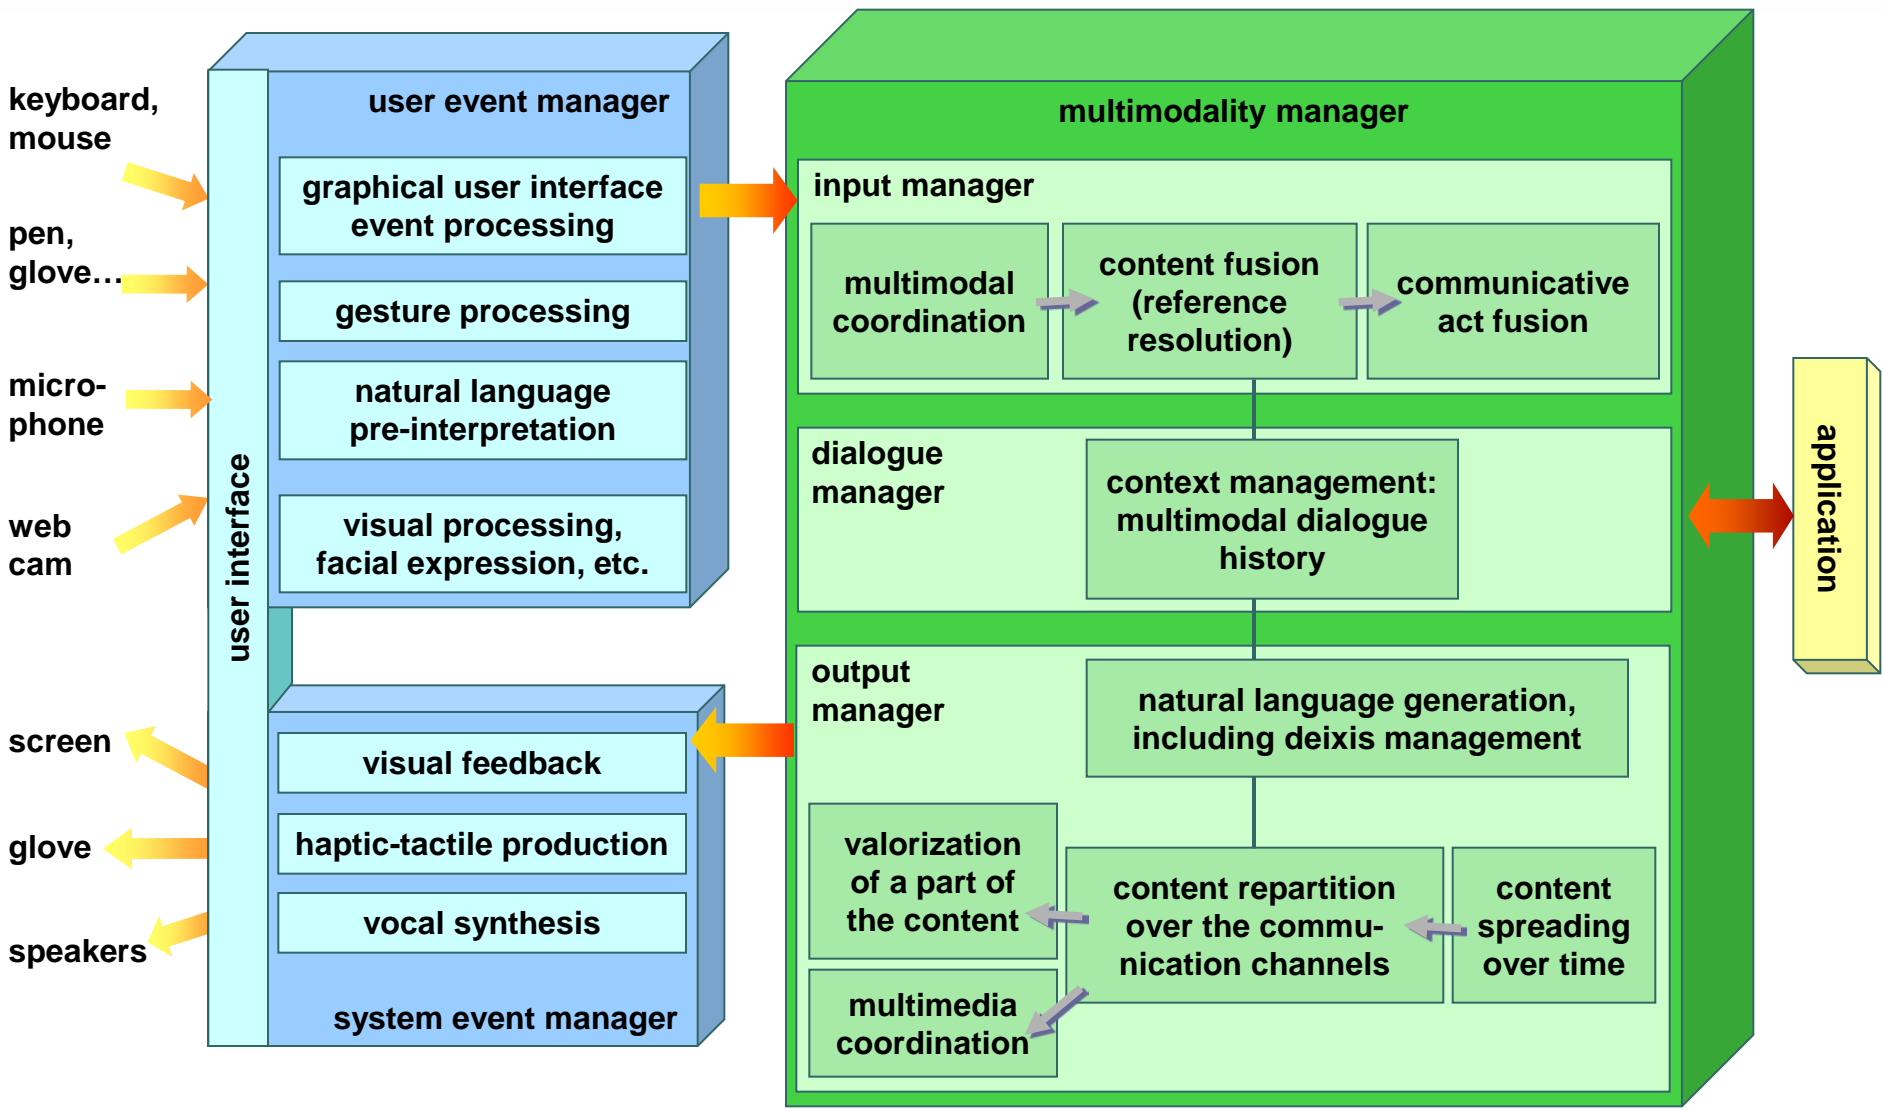 keyboard,
mouse
pen,
glove…
micro-
phone
web
cam
screen
glove
speakers
user interface
user event manager
graphical user interface
event processing
gesture processing
natural language
pre-interpretation
visual processing,
facial expression, etc.
visual feedback
haptic-tactile production
vocal synthesis
system event manager
multimodality manager
input manager
multimodal
coordination
content fusion
(reference
resolution)
communicative
act fusion
dialogue
manager
context management:
multimodal dialogue
history
output
manager
natural language generation,
including deixis management
valorization
of a part of
the content
content repartition
over the commu-
nication channels
content
spreading
over time
multimedia
coordination
application